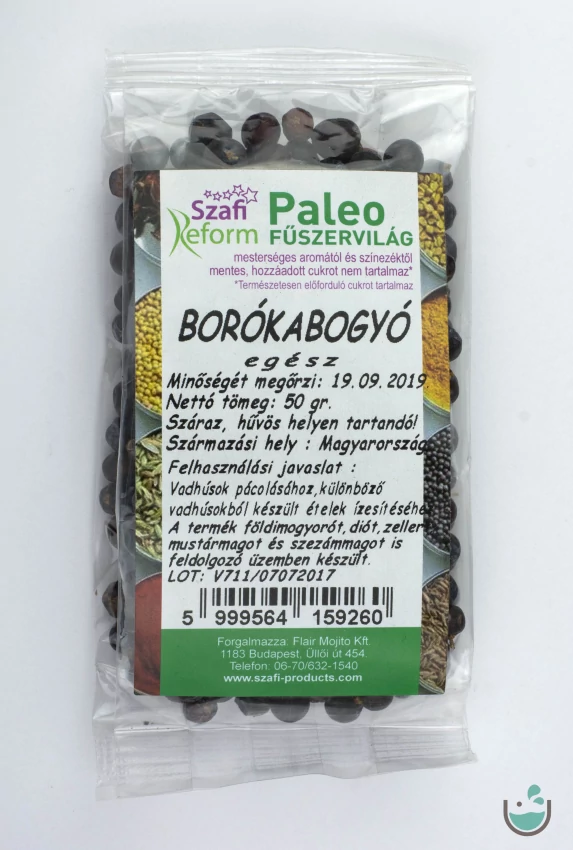 Szafi
Reform
Paleo
FŰSZERVILÁG
mesterséges aromától és színezéktől
mentes, hozzáadott cukrot nem tartalmaz*
*Természetesen előforduló cukrot tartalmaz
BORÓKABOGYÓ
egész
Minőségét megőrzi: 19.09.2019
Nettó tömeg: 50 gr.
Száraz, hűvös helyen tartandó!
Származási hely : Magyarország
Felhasználási javaslat :
Vadhúsok pácolásához,különböző
vadhúsokból készült ételek ízesítéséhe
A termék földimogyorót,diót,zeller
mustármagot és szezámmagot is
feldolgozó üzemben készült.
LOT: V711/07072017
5 999564 159260
Forgalmazza: Flair Mojito Kft.
1183 Budapest, Üllői út 454.
Telefon: 06-70/632-1540
www.szafi-products.com